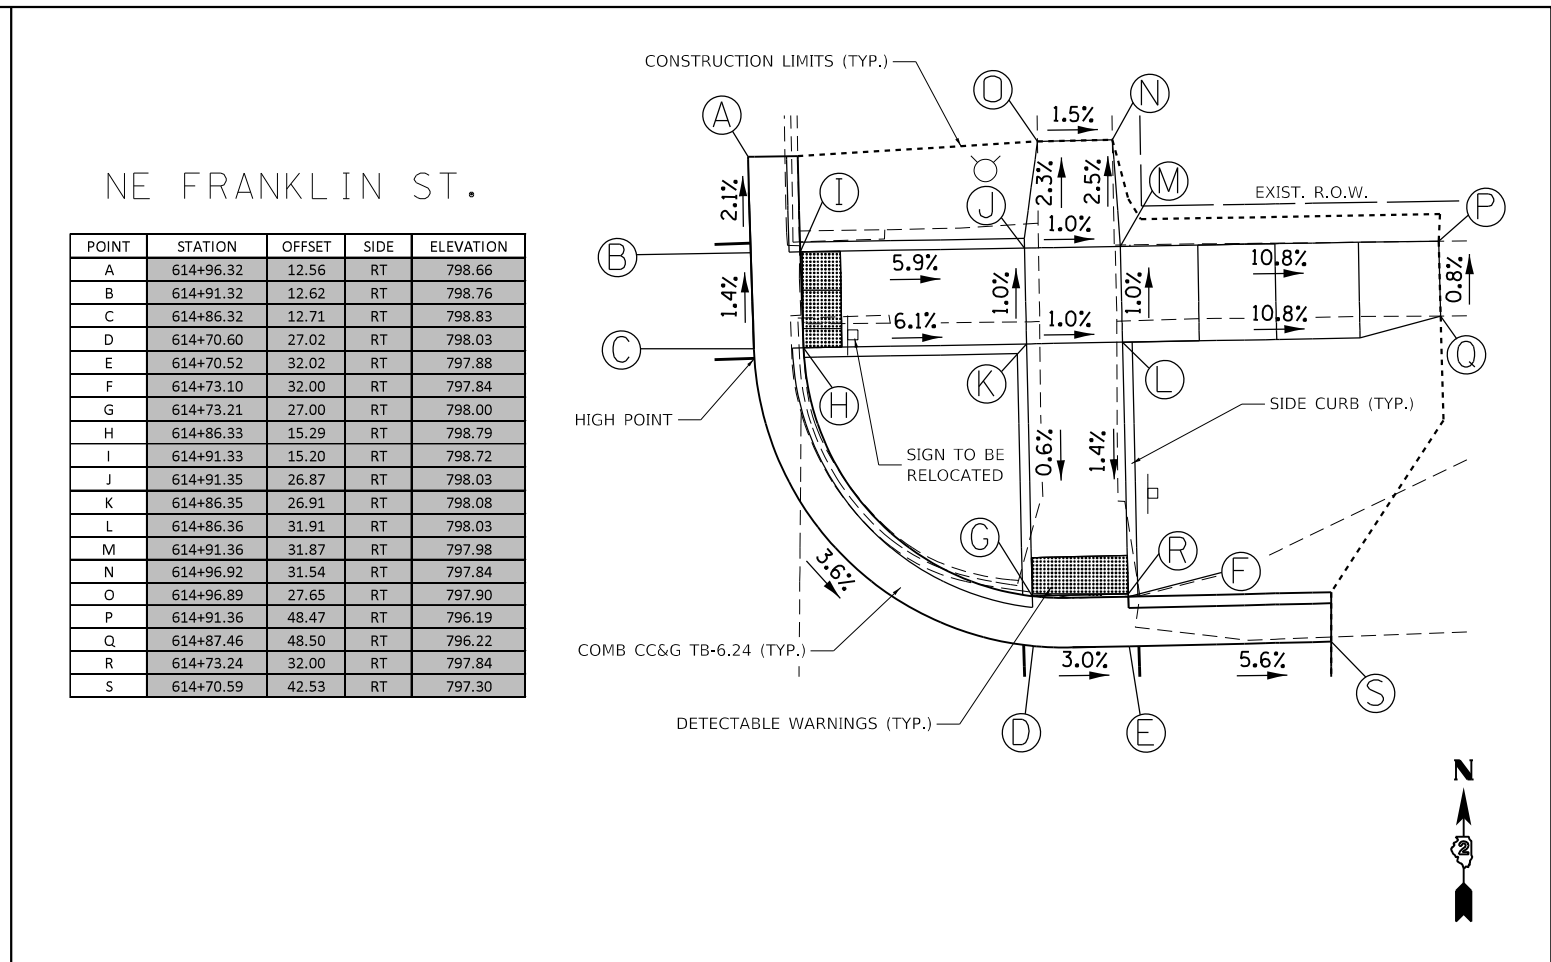 NE FRANKLIN ST.
POINT STATION OFFSET SIDE ELEVATION
A 614+96.32 12.56 RT 798.66
B 614+91.32 12.62 RT 798.76
C 614+86.32 12.71 RT 798.83
D 614+70.60 27.02 RT 798.03
E 614+70.52 32.02 RT 797.88
F 614+73.10 32.00 RT 797.84
G 614+73.21 27.00 RT 798.00
H 614+86.33 15.29 RT 798.79
I 614+91.33 15.20 RT 798.72
J 614+91.35 26.87 RT 798.03
K 614+86.35 26.91 RT 798.08
L 614+86.36 31.91 RT 798.03
M 614+91.36 31.87 RT 797.98
N 614+96.92 31.54 RT 797.84
O 614+96.89 27.65 RT 797.90
P 614+91.36 48.47 RT 796.19
Q 614+87.46 48.50 RT 796.22
R 614+73.24 32.00 RT 797.84
S 614+70.59 42.53 RT 797.30
CONSTRUCTION LIMITS (TYP.)
A
O
N
1.5%
2.1%
I
J
2.3%
2.5%
M
EXIST. R.O.W.
P
B
1.4%
5.9%
1.0%
1.0%
1.0%
10.8%
0.8%
6.1%
1.0%
10.8%
C
K
L
Q
HIGH POINT
H
SIDE CURB (TYP.)
SIGN TO BE
RELOCATED
0.6%
1.4%
G
R
F
3.6%
COMB CC&G TB-6.24 (TYP.)
3.0%
5.6%
S
DETECTABLE WARNINGS (TYP.)
D
E
N
2